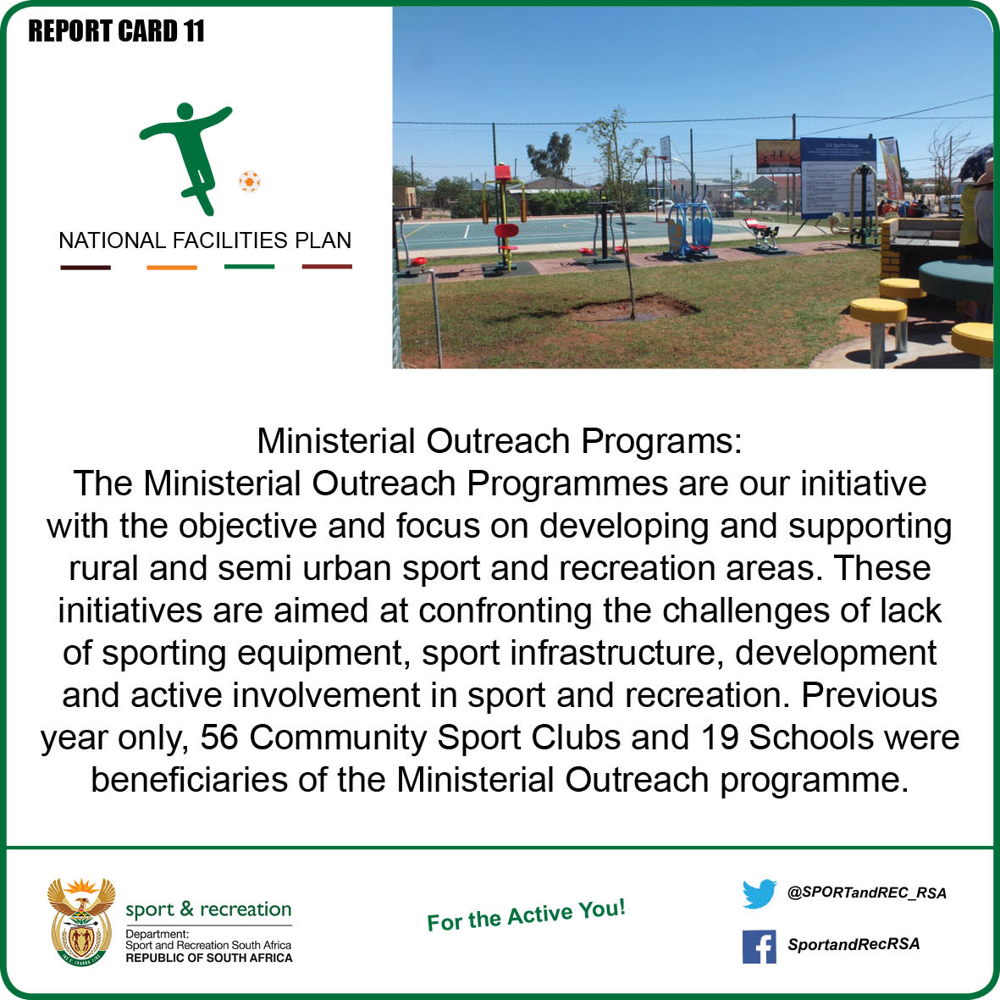 REPORT CARD 11
NATIONAL FACILITIES PLAN
Ministerial Outreach Programs:
The Ministerial Outreach Programmes are our initiative
with the objective and focus on developing and supporting
rural and semi urban sport and recreation areas. These
initiatives are aimed at confronting the challenges of lack
of sporting equipment, sport infrastructure, development
and active involvement in sport and recreation. Previous
year only, 56 Community Sport Clubs and 19 Schools were
beneficiaries of the Ministerial Outreach programme.
sport & recreation
Department:
Sport and Recreation South Africa
REPUBLIC OF SOUTH AFRICA
For the Active You!
@SPORTandREC_RSA
SportandRecRSA